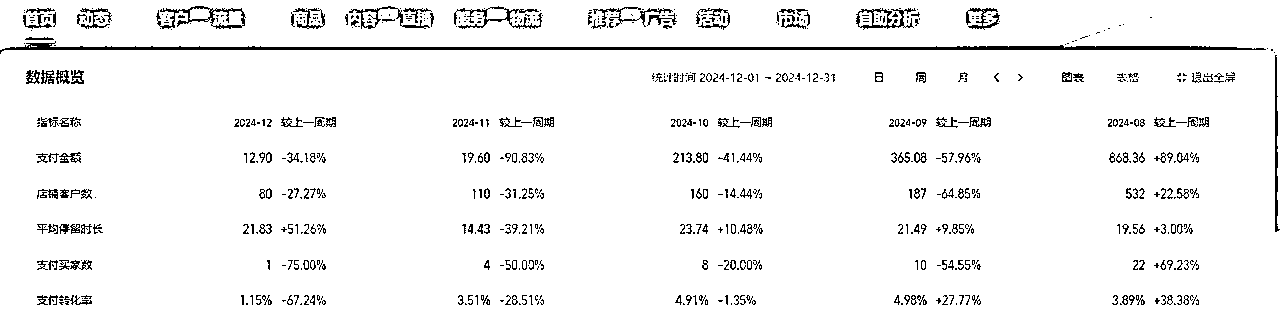 首页 动态 客户 流量 商品 内容 直播 服务 物流 推荐 广告 活动 市场 自助分析 更多
数据概览 统计时间 2024-12-01 ~ 2024-12-31 日 周 月 < > 图表 表格 退出全屏
指标名称 2024-12 较上一周期 2024-11 较上一周期 2024-10 较上一周期 2024-09 较上一周期 2024-08 较上一周期
支付金额 12.90 -34.18% 19.60 -90.83% 213.80 -41.44% 365.08 -57.96% 868.36 +89.04%
店铺客户数 80 -27.27% 110 -31.25% 160 -14.44% 187 -64.85% 532 +22.58%
平均停留时长 21.83 +51.26% 14.43 -39.21% 23.74 +10.48% 21.49 +9.85% 19.56 +3.00%
支付买家数 1 -75.00% 4 -50.00% 8 -20.00% 10 -54.55% 22 +69.23%
支付转化率 1.15% -67.24% 3.51% -28.51% 4.91% -1.35% 4.98% +27.77% 3.89% +38.38%